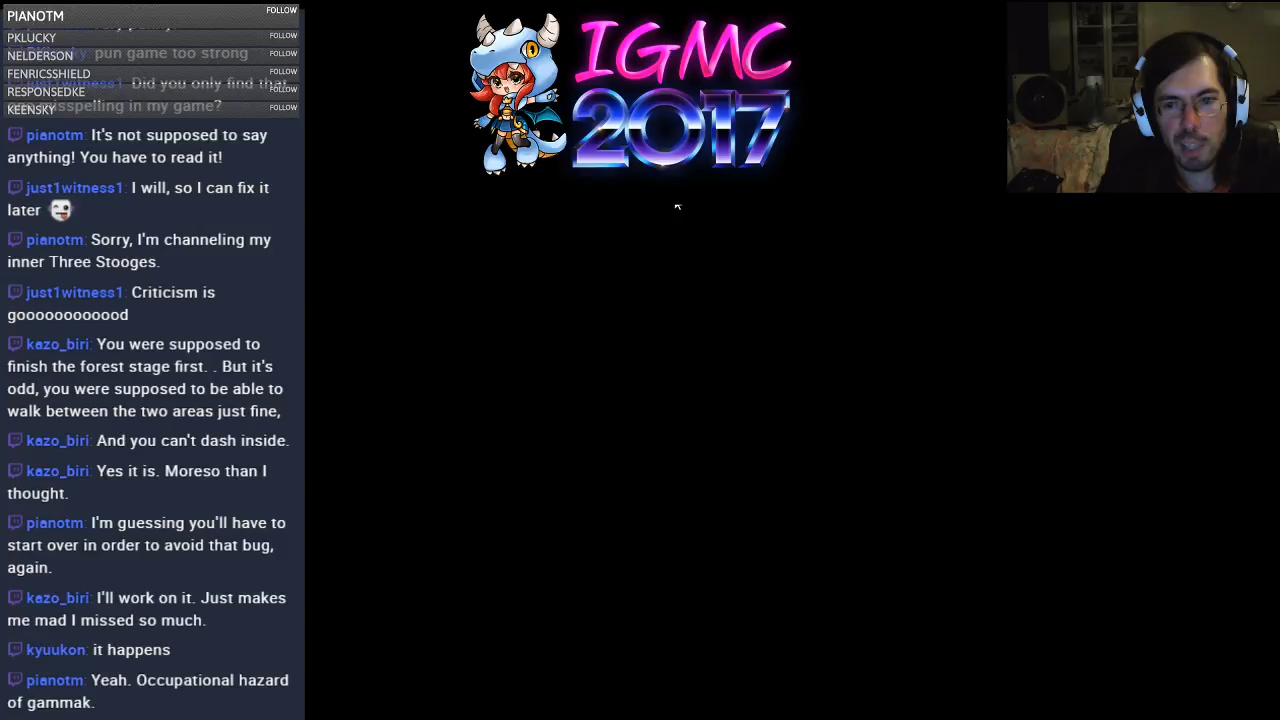 PIANOTM FOLLOW
PKLUCKY FOLLOW
pun game too strong
NELDERSON FOLLOW
FENRICSSHIELD FOLLOW
Did you only find that
RESPONSEDKE FOLLOW
misspelling in my game?
KEENSKY FOLLOW
pianotm: It's not supposed to say
anything! You have to read it!
just1witness1: I will, so I can fix it
later
pianotm: Sorry, I'm channeling my
inner Three Stooges.
just1witness1: Criticism is
goooooooooood
kazo_biri: You were supposed to
finish the forest stage first. . But it's
odd, you were supposed to be able to
walk between the two areas just fine,
kazo_biri: And you can't dash inside.
kazo_biri: Yes it is. Moreso than I
thought.
pianotm: I'm guessing you'll have to
start over in order to avoid that bug,
again.
kazo_biri: I'll work on it. Just makes
me mad I missed so much.
kyuukon: it happens
pianotm: Yeah. Occupational hazard
of gammak.
IGMC
2017